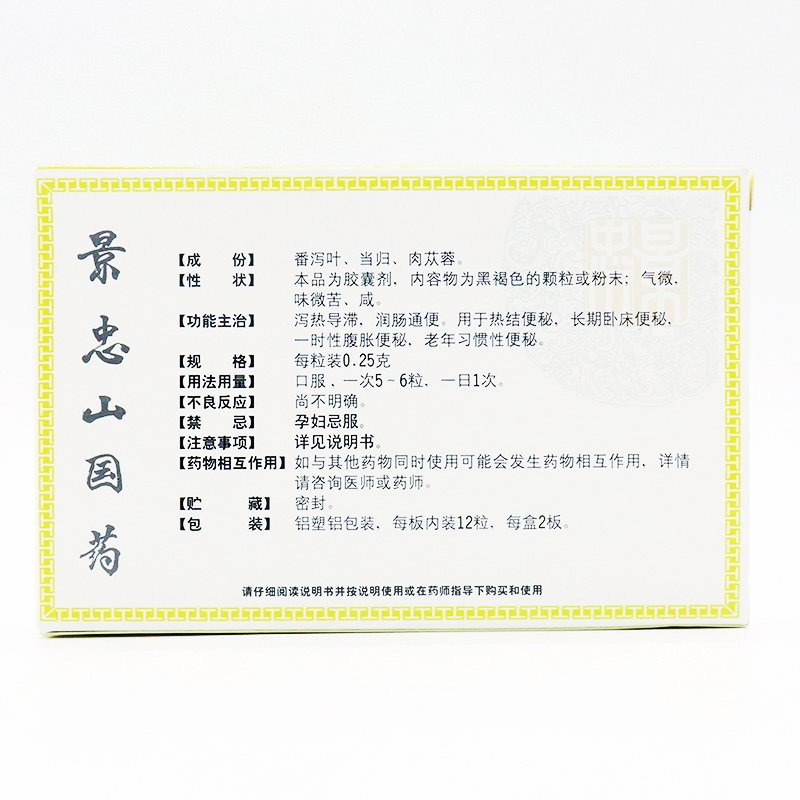 景忠山国药
【成 份】 番泻叶、当归、肉苁蓉。
【性 状】 本品为胶囊剂，内容物为黑褐色的颗粒或粉末；气微、
味微苦、咸。
【功能主治】 泻热导滞，润肠通便。用于热结便秘，长期卧床便秘，
一时性腹胀便秘，老年习惯性便秘。
【规 格】 每粒装0.25克
【用法用量】 口服，一次5~6粒，一日1次。
【不良反应】 尚不明确。
【禁 忌】 孕妇忌服。
【注意事项】 详见说明书。
【药物相互作用】 如与其他药物同时使用可能会发生药物相互作用，详情
请咨询医师或药师。
【贮 藏】 密封。
【包 装】 铝塑铝包装，每板内装12粒，每盒2板。
请仔细阅读说明书并按说明使用或在药师指导下购买和使用